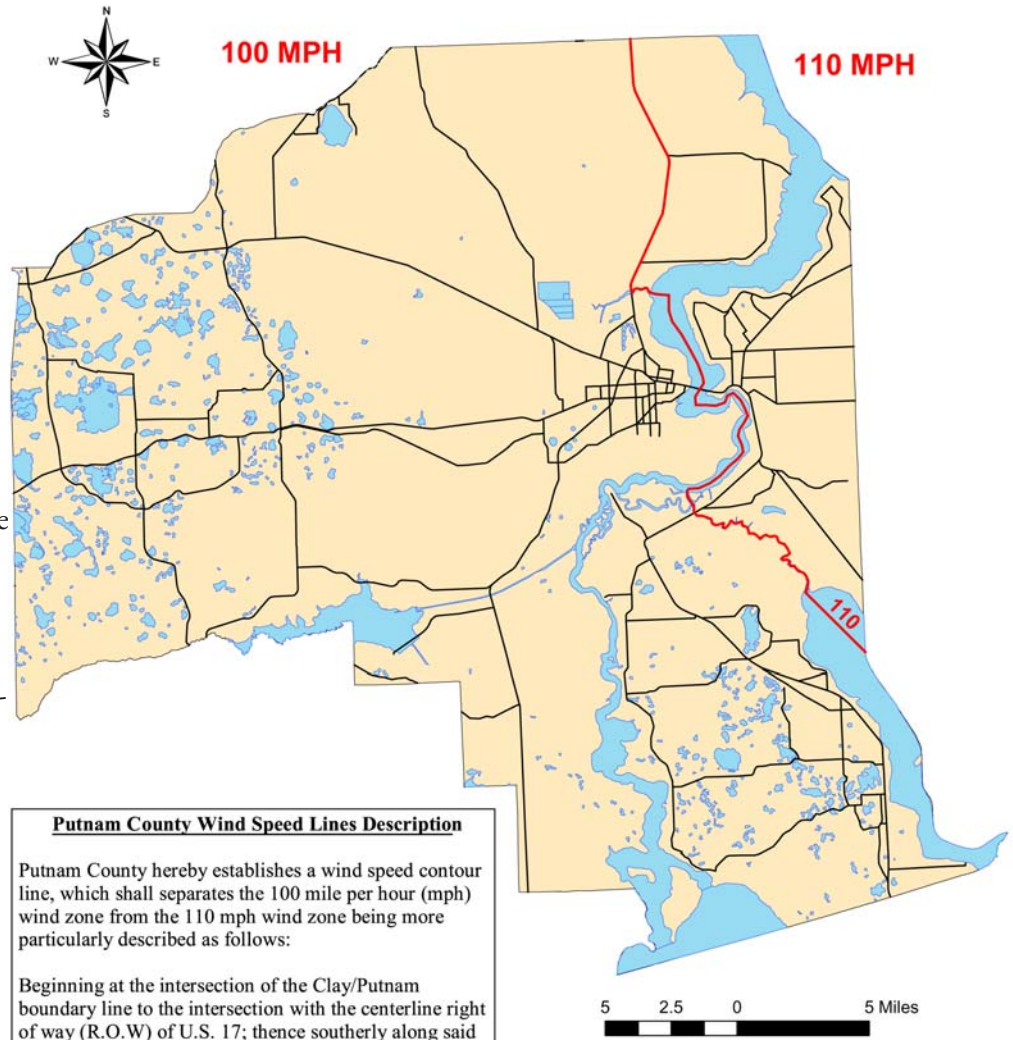 N
W E
S
100 MPH
110 MPH
e
110
Putnam County Wind Speed Lines Description
Putnam County hereby establishes a wind speed contour
line, which shall separates the 100 mile per hour (mph)
wind zone from the 110 mph wind zone being more
particularly described as follows:
Beginning at the intersection of the Clay/Putnam
boundary line to the intersection with the centerline right
of way (R.O.W) of U.S. 17; thence southerly along said
5 2.5 0 5 Miles